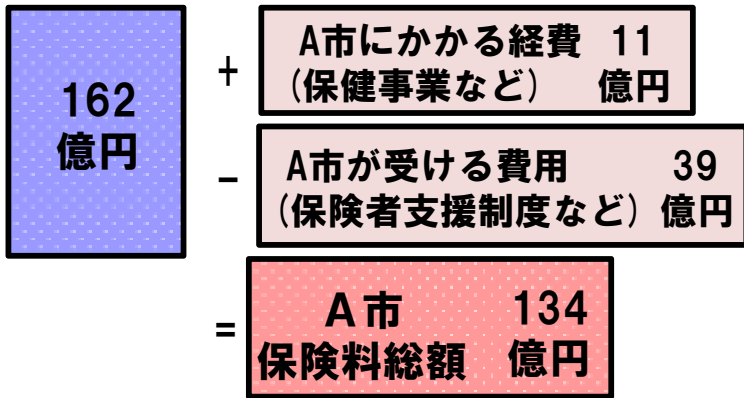 162
億円
+
A市にかかる経費 11
(保健事業など) 億円
-
A市が受ける費用 39
(保険者支援制度など) 億円
=
A市 134
保険料総額 億円